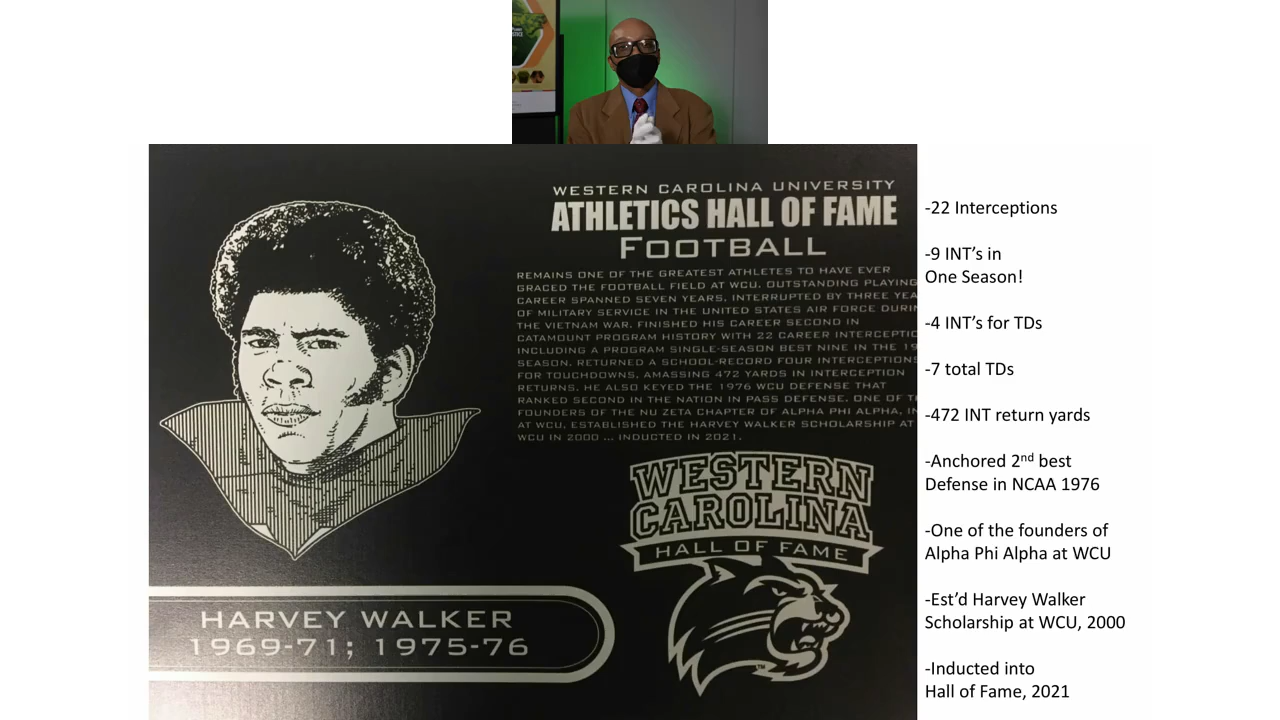 WESTERN CAROLINA UNIVERSITY
ATHLETICS HALL OF FAME
FOOTBALL
REMAINS ONE OF THE GREATEST ATHLETES TO HAVE EVER
GRACED THE FOOTBALL FIELD AT WCU. OUTSTANDING PLAYING
CAREER SPANNED SEVEN YEARS, INTERRUPTED BY THREE
OF MILITARY SERVICE IN THE UNITED STATES AIR FORCE
THE VIETNAM WAR. FINISHED HIS CAREER SECOND IN
CATAMOUNT PROGRAM HISTORY WITH 22 CAREER
INCLUDING A PROGRAM SINGLE-SEASON BEST NINE IN THE
SEASON. RETURNED A SCHOOL-RECORD FOUR INTERCEPTIONS
FOR TOUCHDOWNS, AMASSING 472 YARDS IN INTERCEPTION
RETURNS. HE ALSO KEYED THE 1976 WCU DEFENSE THAT
RANKED SECOND IN THE NATION IN PASS DEFENSE. ONE OF
FOUNDERS OF THE NU ZETA CHAPTER OF ALPHA PHI ALPHA,
AT WCU, ESTABLISHED THE HARVEY WALKER SCHOLARSHIP AT
WCU IN 2000 ... INDUCTED IN 2021.
WESTERN
CAROLINA
HALL OF FAME
TM
HARVEY WALKER
1969-71; 1975-76
-22 Interceptions
-9 INT’s in
One Season!
-4 INT’s for TDs
-7 total TDs
-472 INT return yards
-Anchored 2nd best
Defense in NCAA 1976
-One of the founders of
Alpha Phi Alpha at WCU
-Est’d Harvey Walker
Scholarship at WCU, 2000
-Inducted into
Hall of Fame, 2021